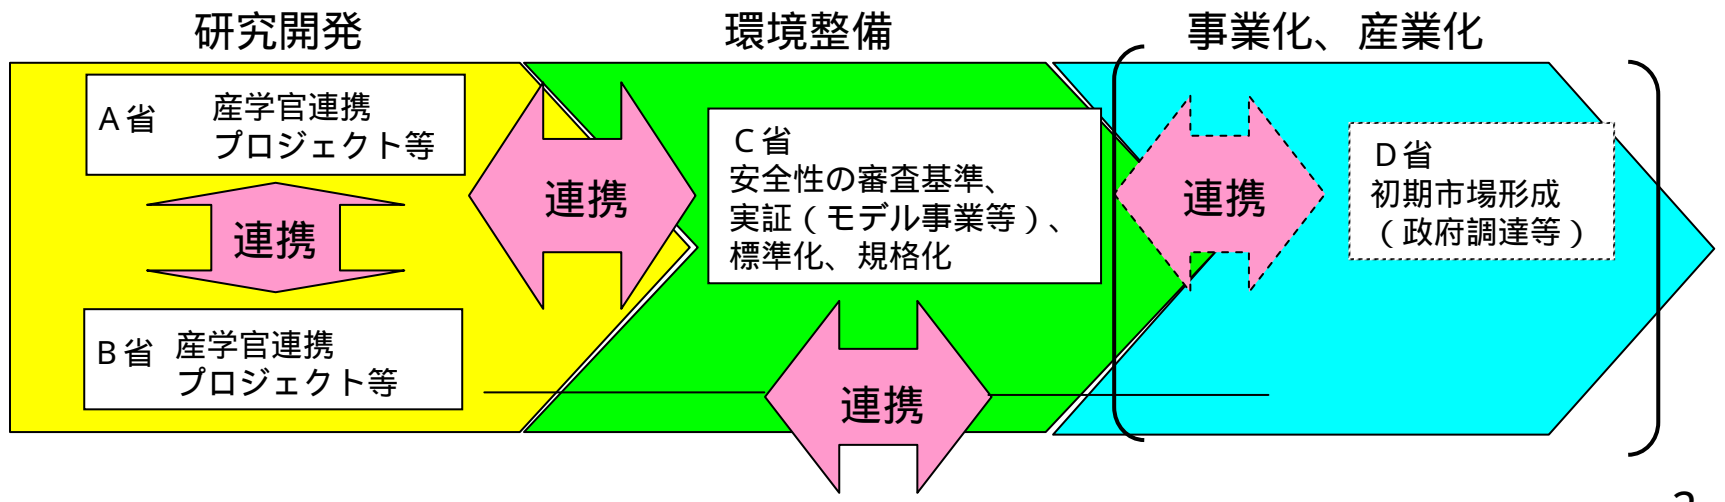 研究開発
環境整備
事業化、産業化
A省
産学官連携
プロジェクト等
連携
B省
産学官連携
プロジェクト等
連携
C省
安全性の審査基準、
実証（モデル事業等）、
標準化、規格化
連携
連携
D省
初期市場形成
（政府調達等）